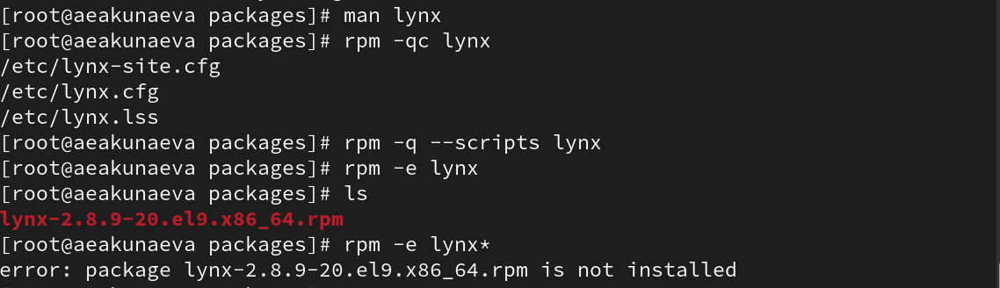 [root@aeakunaeva packages]# man lynx
[root@aeakunaeva packages]# rpm -qc lynx
/etc/lynx-site.cfg
/etc/lynx.cfg
/etc/lynx.lss
[root@aeakunaeva packages]# rpm -q --scripts lynx
[root@aeakunaeva packages]# rpm -e lynx
[root@aeakunaeva packages]# ls
lynx-2.8.9-20.el9.x86_64.rpm
[root@aeakunaeva packages]# rpm -e lynx*
error: package lynx-2.8.9-20.el9.x86_64.rpm is not installed